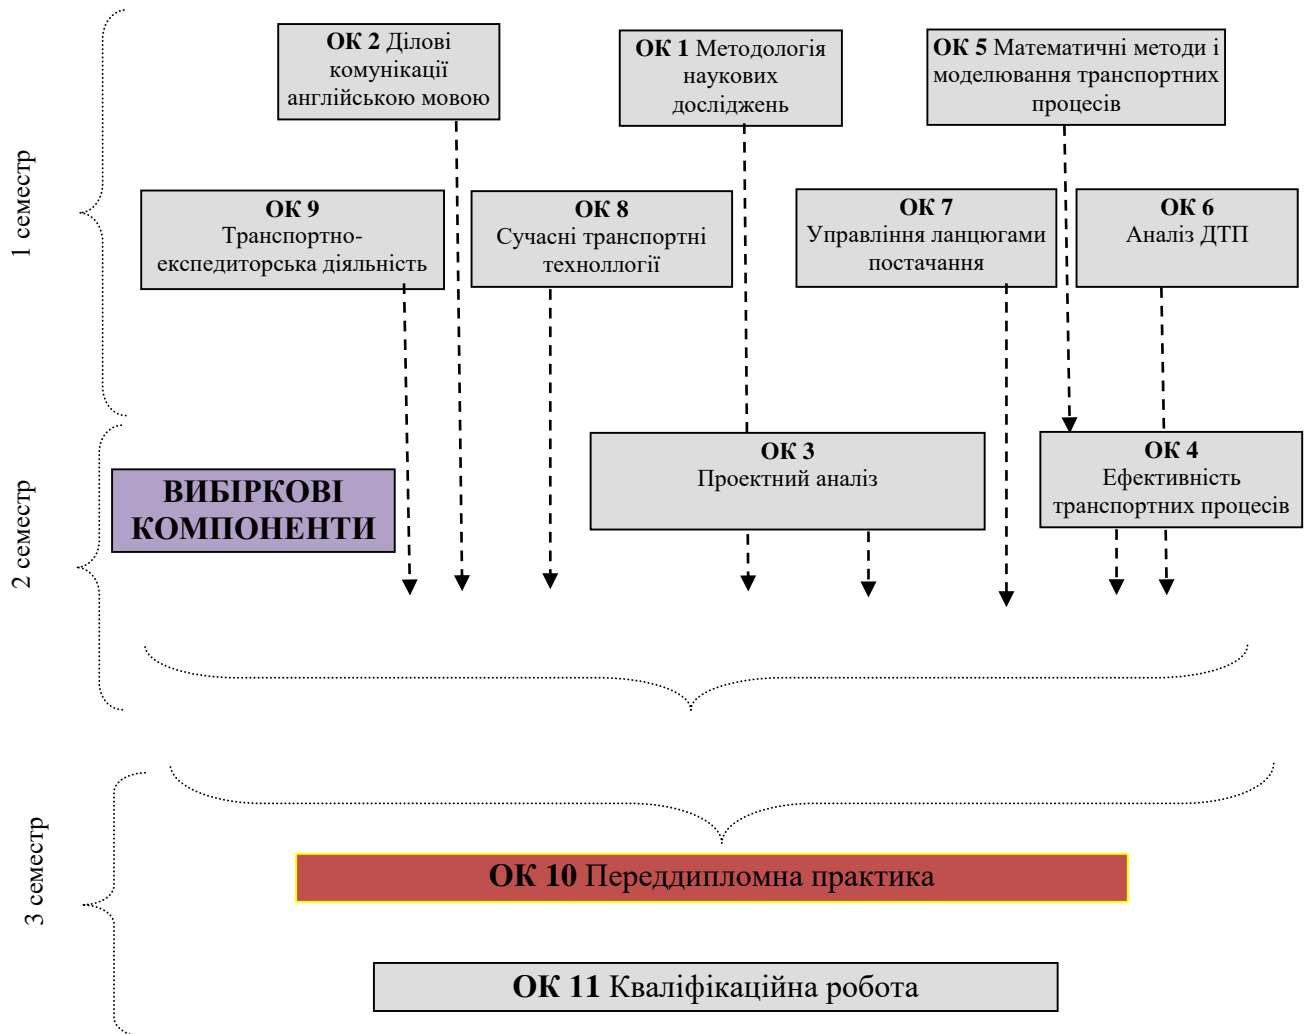 1 семестр
ОК 2 Ділові
комунікації
англійською мовою
ОК 1 Методологія
наукових
досліджень
ОК 5 Математичні методи і
моделювання транспортних
процесів
ОК 9
Транспортно-
експедиторська діяльність
ОК 8
Сучасні транспортні
техноллогії
ОК 7
Управління ланцюгами
постачання
ОК 6
Аналіз ДТП
2 семестр
ВИБІРКОВІ
КОМПОНЕНТИ
ОК 3
Проектний аналіз
ОК 4
Ефективність
транспортних процесів
3 семестр
ОК 10 Переддипломна практика
ОК 11 Кваліфікаційна робота